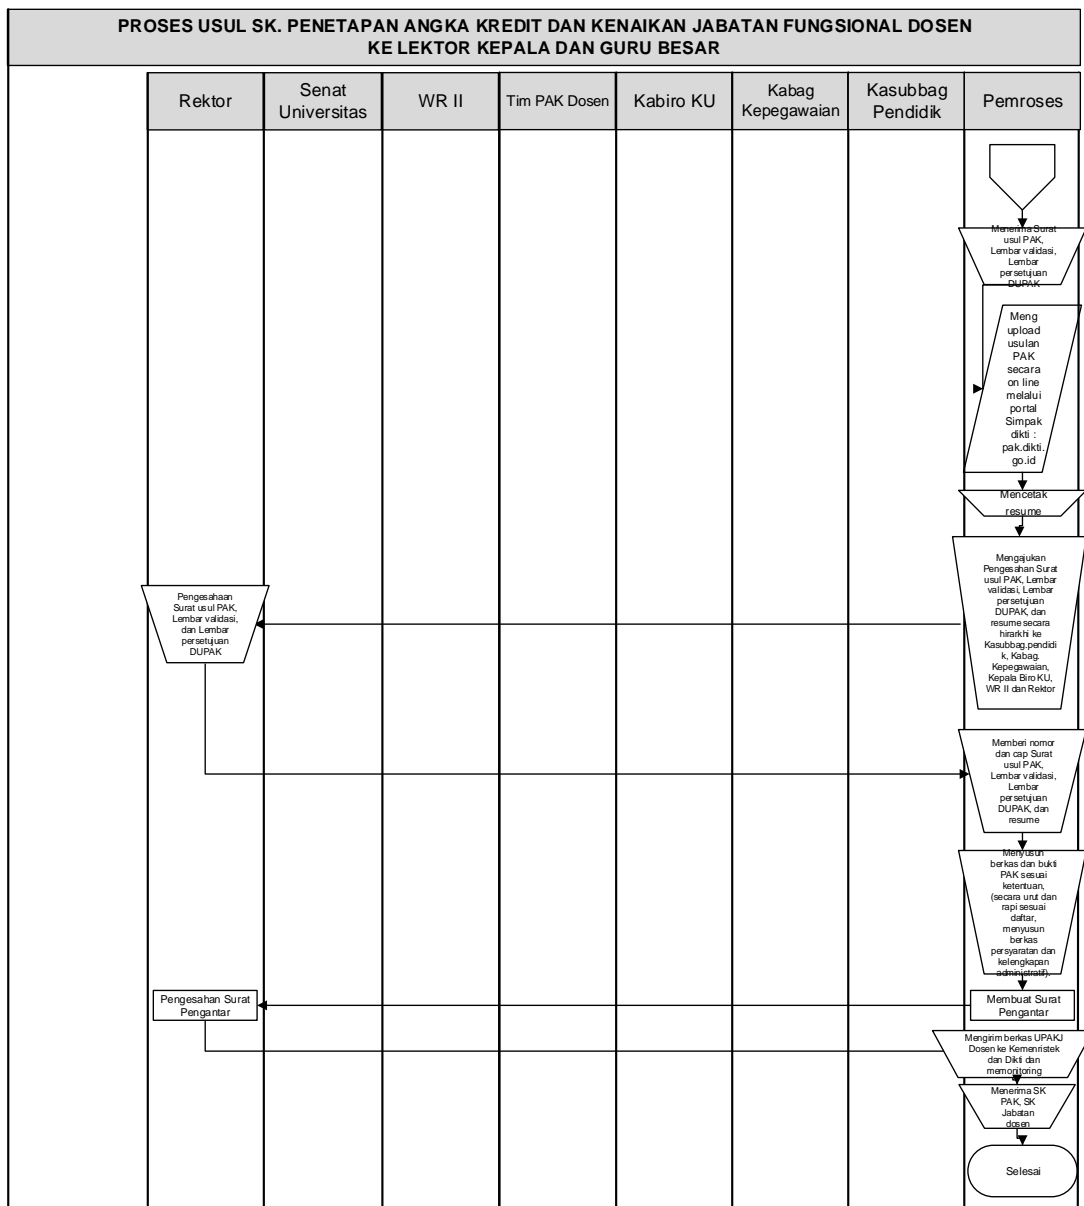 PROSES USUL SK. PENETAPAN ANGKA KREDIT DAN KENAIKAN JABATAN FUNGSIONAL DOSEN
KE LEKTOR KEPALA DAN GURU BESAR
Rektor
Senat
Universitas
WR II
Tim PAK Dosen
Kabiro KU
Kabag
Kepegawaian
Kasubbag
Pendidik
Pemroses
Menerima Surat
usul PAK,
Lembar validasi,
Lembar
persetujuan
DUPAK
Meng
upload
usulan
PAK
secara
on line
melalui
portal
Simpak
dikti :
pak.dikti.
go.id
Mencetak
resume
Mengajukan
Pengesahan Surat
usul PAK, Lembar
validasi, Lembar
persetujuan
DUPAK, dan
resume secara
hirarkhi ke
Kasubbag.pendidi
k, Kabag.
Kepegawaian,
Kepala Biro KU,
WR II dan Rektor
Pengesahaan
Surat usul PAK,
Lembar validasi,
dan Lembar
persetujuan
DUPAK
Memberi nomor
dan cap Surat
usul PAK,
Lembar validasi,
Lembar
persetujuan
DUPAK, dan
resume
Menyusun
berkas dan bukti
PAK sesuai
ketentuan,
(secara urut dan
rapi sesuai
daftar,
menyusun
berkas
persyaratan dan
kelengkapan
administratif).
Membuat Surat
Pengantar
Pengesahan Surat
Pengantar
Mengirim berkas UPAKJ
Dosen ke Kemenristek
dan Dikti dan
memonitoring
Menerima SK
PAK, SK
Jabatan
dosen
Selesai